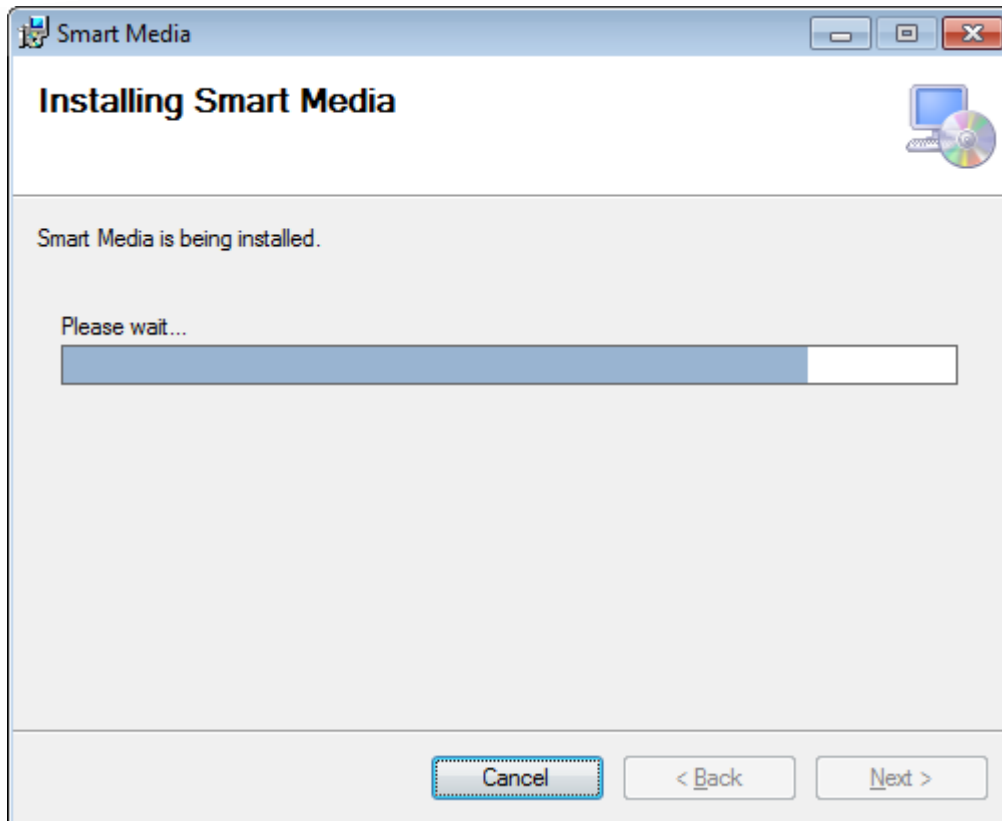 Smart Media
Installing Smart Media
Smart Media is being installed.
Please wait...
Cancel
< Back
Next >